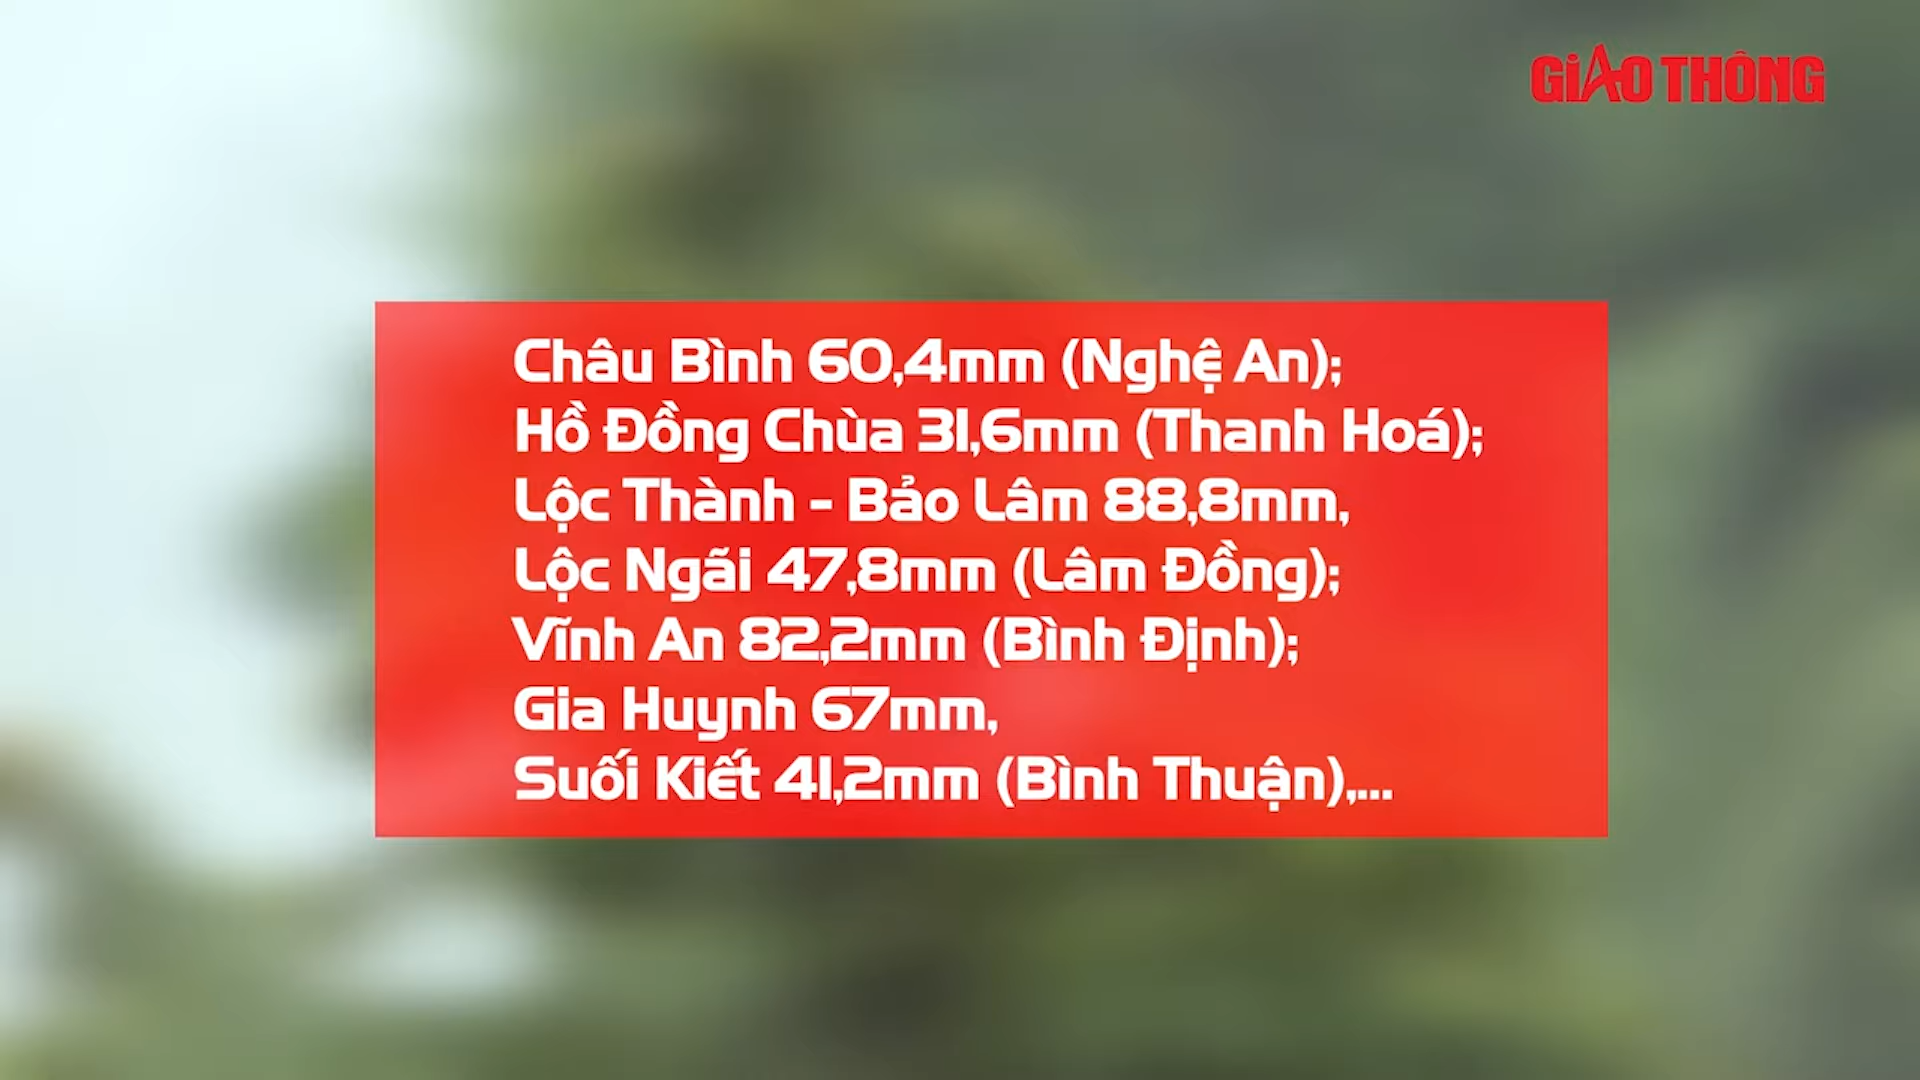 GIAO THÔNG
Châu Bình 60,4mm (Nghệ An);
Hồ Đồng Chùa 31,6mm (Thanh Hoá);
Lộc Thành - Bảo Lâm 88,8mm,
Lộc Ngãi 47,8mm (Lâm Đồng);
Vĩnh An 82,2mm (Bình Định);
Gia Huynh 67mm,
Suối Kiết 41,2mm (Bình Thuận),...